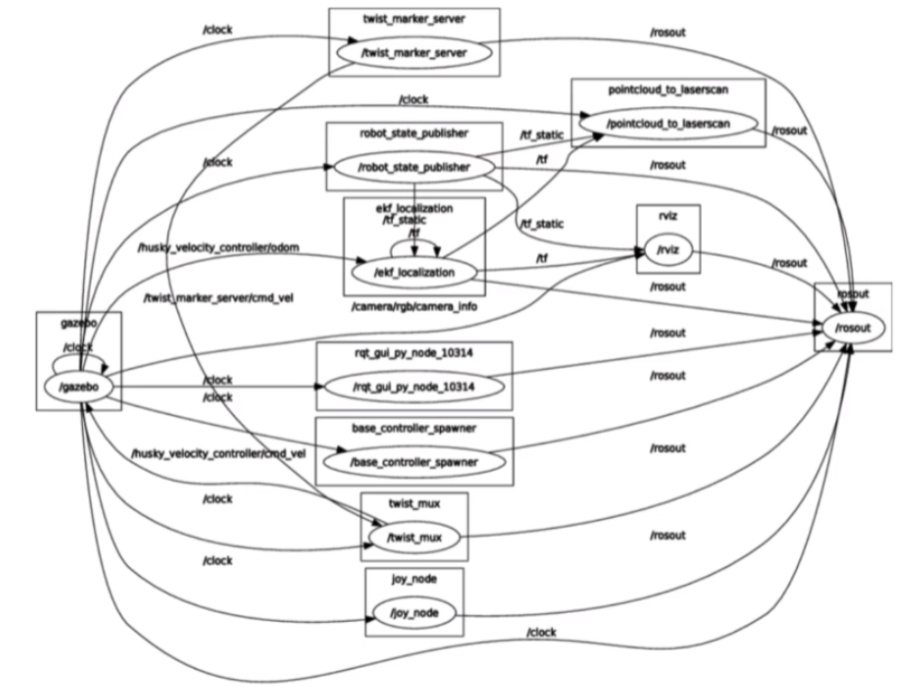 twist_marker_server
/clock
/twist_marker_server
/rosout
pointcloud_to_laserscan
/clock
/pointcloud_to_laserscan
robot_state_publisher
/tf_static
/rosout
/clock
/robot_state_publisher
/tf
/rosout
ekf_localization
/tf_static
rviz
/tf_static
/tf
/husky_velocity_controller/odom
/rviz
/tf
/rosout
/ekf_localization
/rosout
/twist_marker_server/cmd_vel
rosout
/camera/rgb/camera_info
gazebo
/rosout
/rosout
/clock
rqt_gui_py_node_10314
/clock
/rqt_gui_py_node_10314
/rosout
/gazebo
/clock
base_controller_spawner
/husky_velocity_controller/cmd_vel
/rosout
/base_controller_spawner
/clock
twist_mux
/twist_mux
/rosout
/clock
joy_node
/joy_node
/clock